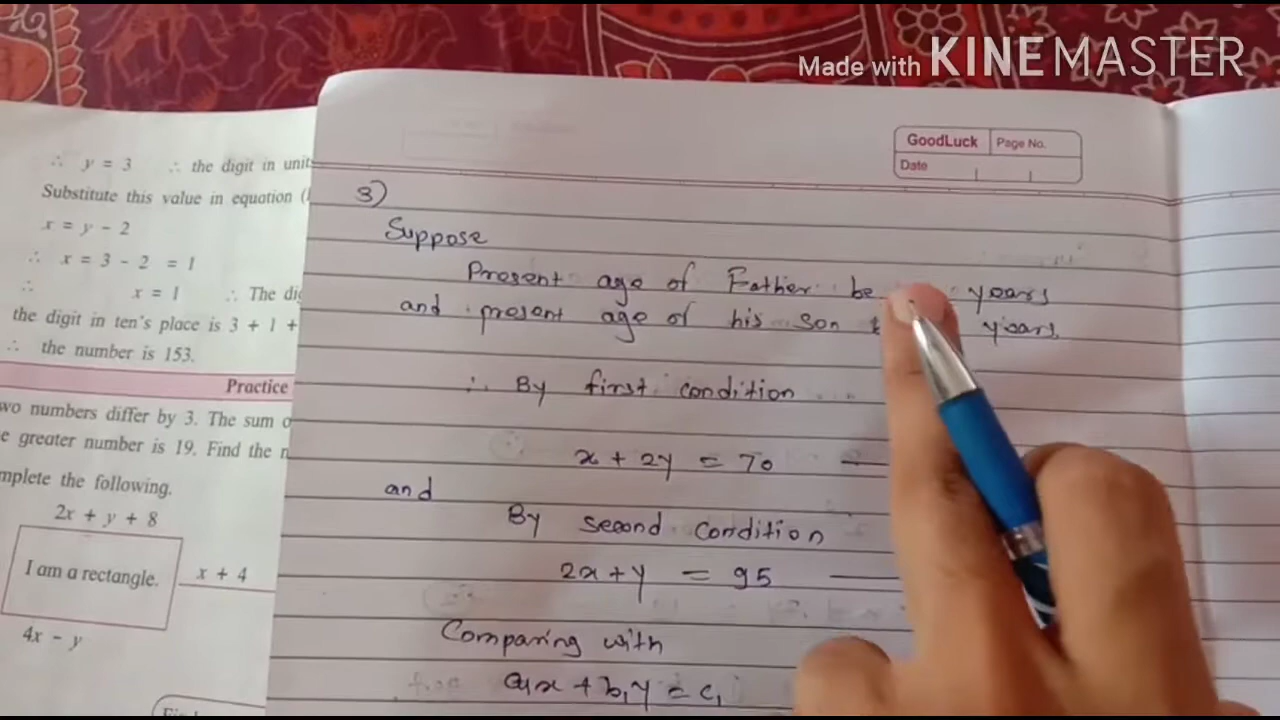 Made with KINEMASTER
∴ y = 3 ∴ the digit in unit
Substitute this value in equation (
x = y - 2
∴ x = 3 - 2 = 1
∴ x = 1 ∴ The
the digit in ten's place is 3 + 1 +
∴ the number is 153.
Practice
two numbers differ by 3. The sum
greater number is 19. Find the
mplete the following.
2x + y + 8
I am a rectangle.
x + 4
4x - y
GoodLuck Page No.
Date
3)
Suppose
Present age of Father be years
and present age of his son years
∴ By first condition
x + 2y = 70
and
By second condition
2x + y = 95
Comparing with
a₁x + b₁y = c₁